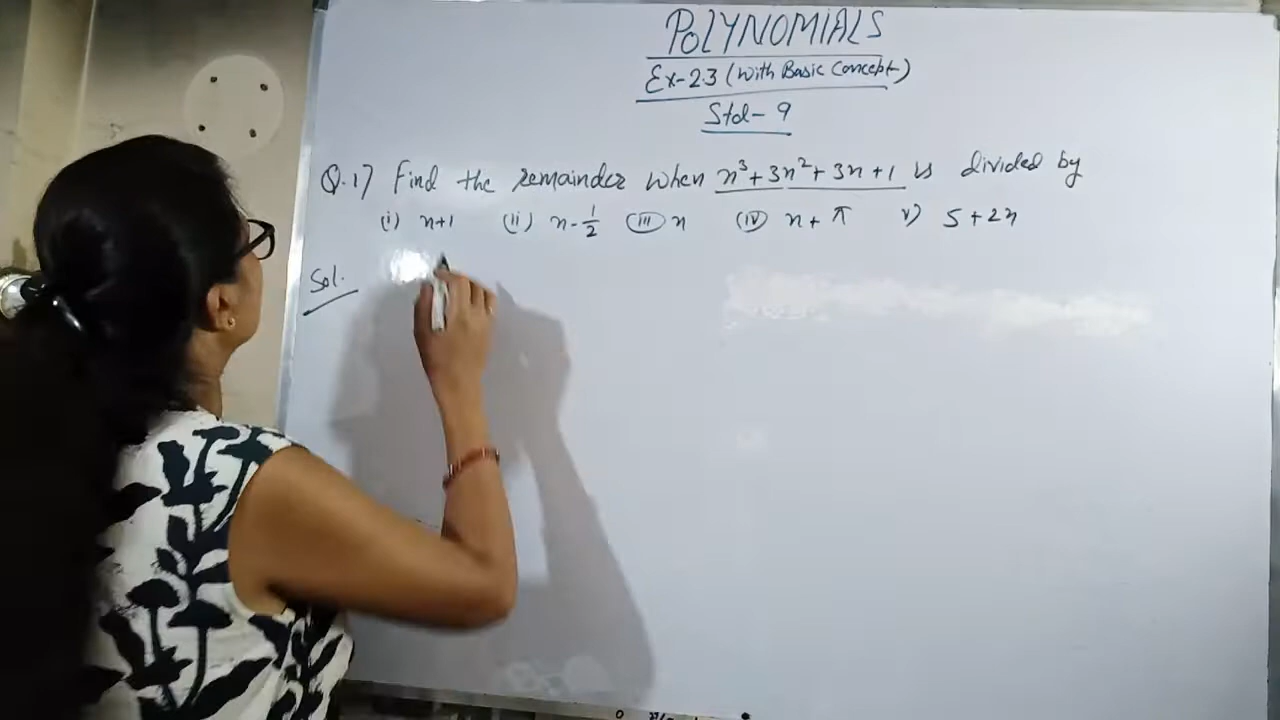 POLYNOMIALS
Ex-2.3 (With Basic Concept)
Std- 9
Q.1) Find the remainder when x³ + 3x² + 3x + 1 is divided by
(i) x+1 (ii) x - 1/2 (iii) x (iv) x + π v) 5 + 2x
Sol.